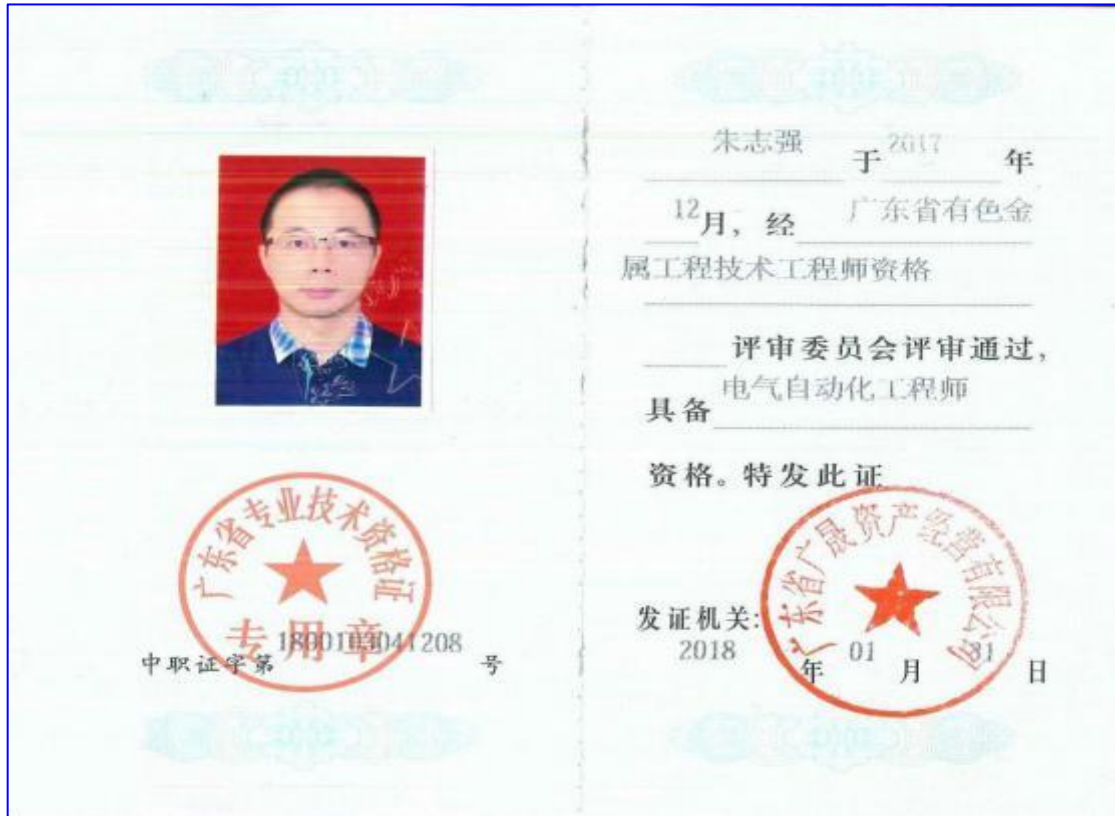 广东省专业技术资格证
专用章
中职证字第 1800103041208 号
朱志强 于 2017 年
12 月，经 广东省有色金
属工程技术工程师资格
评审委员会评审通过，
具备 电气自动化工程师
资格。特发此证
广东省广晟资产经营有限公司
发证机关：
2018 年 01 月 31 日